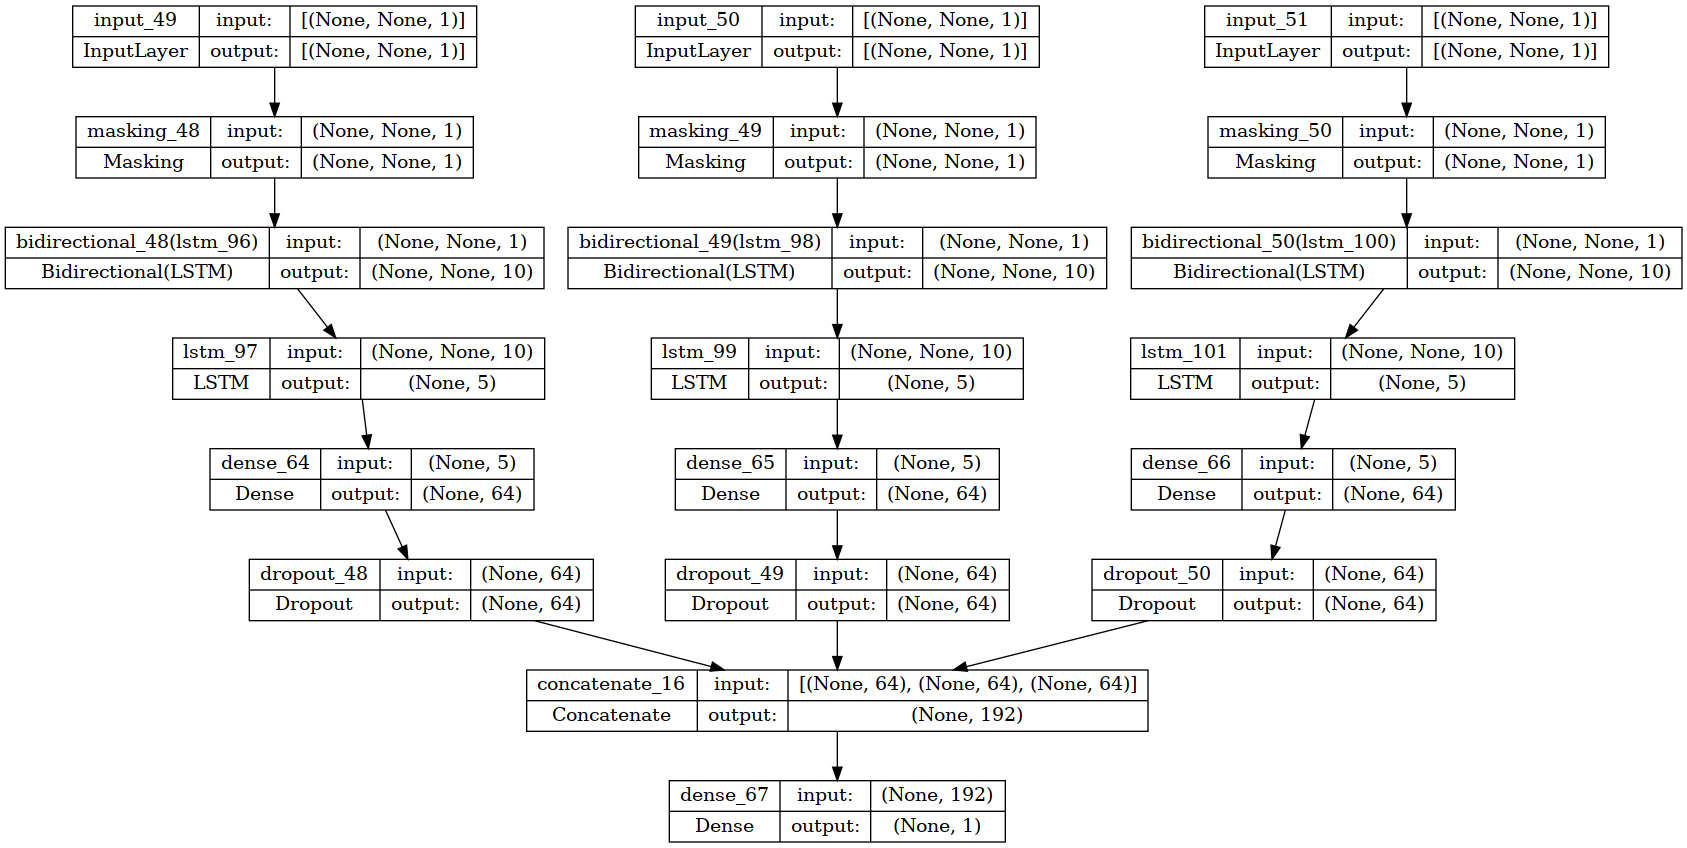 input_49 input: [(None, None, 1)]
InputLayer output: [(None, None, 1)]
input_50 input: [(None, None, 1)]
InputLayer output: [(None, None, 1)]
input_51 input: [(None, None, 1)]
InputLayer output: [(None, None, 1)]
masking_48 input: (None, None, 1)
Masking output: (None, None, 1)
masking_49 input: (None, None, 1)
Masking output: (None, None, 1)
masking_50 input: (None, None, 1)
Masking output: (None, None, 1)
bidirectional_48(lstm_96) input: (None, None, 1)
Bidirectional(LSTM) output: (None, None, 10)
bidirectional_49(lstm_98) input: (None, None, 1)
Bidirectional(LSTM) output: (None, None, 10)
bidirectional_50(lstm_100) input: (None, None, 1)
Bidirectional(LSTM) output: (None, None, 10)
lstm_97 input: (None, None, 10)
LSTM output: (None, 5)
lstm_99 input: (None, None, 10)
LSTM output: (None, 5)
lstm_101 input: (None, None, 10)
LSTM output: (None, 5)
dense_64 input: (None, 5)
Dense output: (None, 64)
dense_65 input: (None, 5)
Dense output: (None, 64)
dense_66 input: (None, 5)
Dense output: (None, 64)
dropout_48 input: (None, 64)
Dropout output: (None, 64)
dropout_49 input: (None, 64)
Dropout output: (None, 64)
dropout_50 input: (None, 64)
Dropout output: (None, 64)
concatenate_16 input: [(None, 64), (None, 64), (None, 64)]
Concatenate output: (None, 192)
dense_67 input: (None, 192)
Dense output: (None, 1)